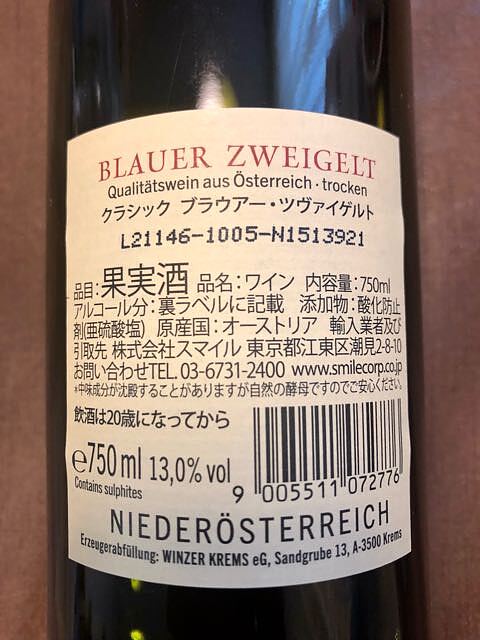 BLAUER ZWEIGELT
Qualitätswein aus Österreich · trocken
クラシック ブラウアー・ツヴァイゲルト
L21146-1005-N1513921
品目：果実酒 品名：ワイン 内容量：750ml
アルコール分：裏ラベルに記載 添加物：酸化防止
剤(亜硫酸塩) 原産国：オーストリア 輸入業者及び
引取先 株式会社スマイル 東京都江東区潮見2-8-10
お問い合わせTEL.03-6731-2400 www.smilecorp.co.jp
*中味成分が沈殿することがありますが自然の酵母ですのでご安心ください。
飲酒は20歳になってから
℮750ml 13,0% vol
Contains sulphites
9 005511 072776
NIEDERÖSTERREICH
Erzeugerabfüllung: WINZER KREMS eG, Sandgrube 13, A-3500 Krems